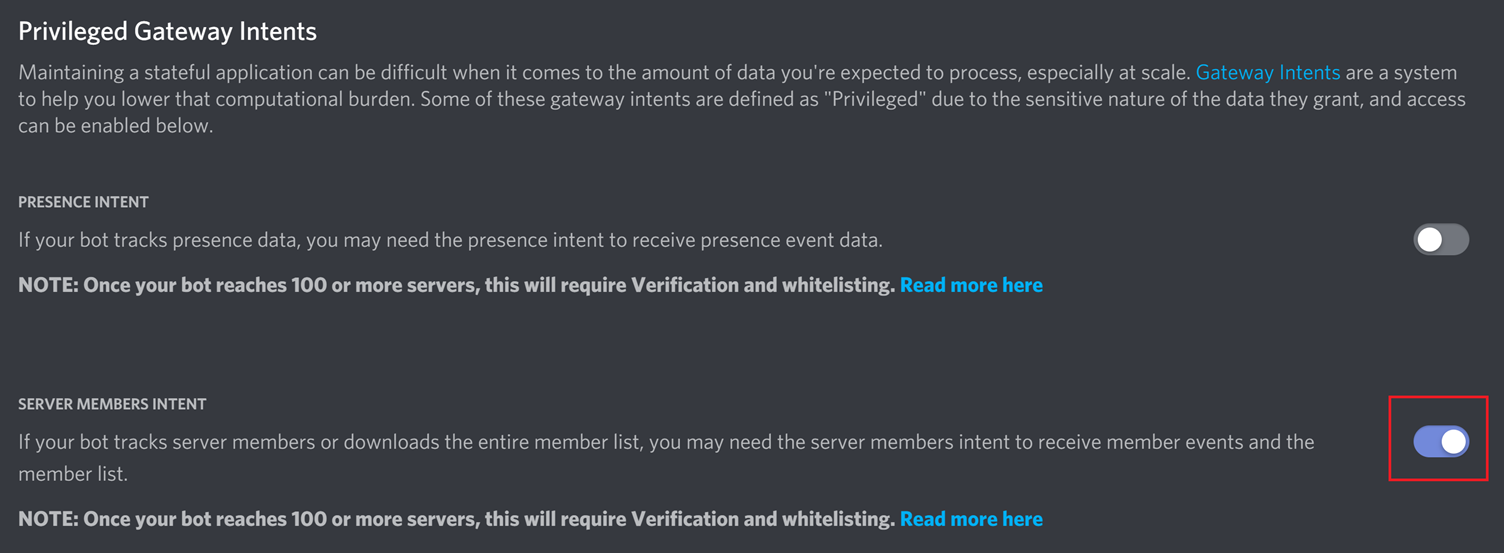 Privileged Gateway Intents
Maintaining a stateful application can be difficult when it comes to the amount of data you're expected to process, especially at scale. Gateway Intents are a system
to help you lower that computational burden. Some of these gateway intents are defined as "Privileged" due to the sensitive nature of the data they grant, and access
can be enabled below.
PRESENCE INTENT
If your bot tracks presence data, you may need the presence intent to receive presence event data.
NOTE: Once your bot reaches 100 or more servers, this will require Verification and whitelisting. Read more here
SERVER MEMBERS INTENT
If your bot tracks server members or downloads the entire member list, you may need the server members intent to receive member events and the
member list.
NOTE: Once your bot reaches 100 or more servers, this will require Verification and whitelisting. Read more here